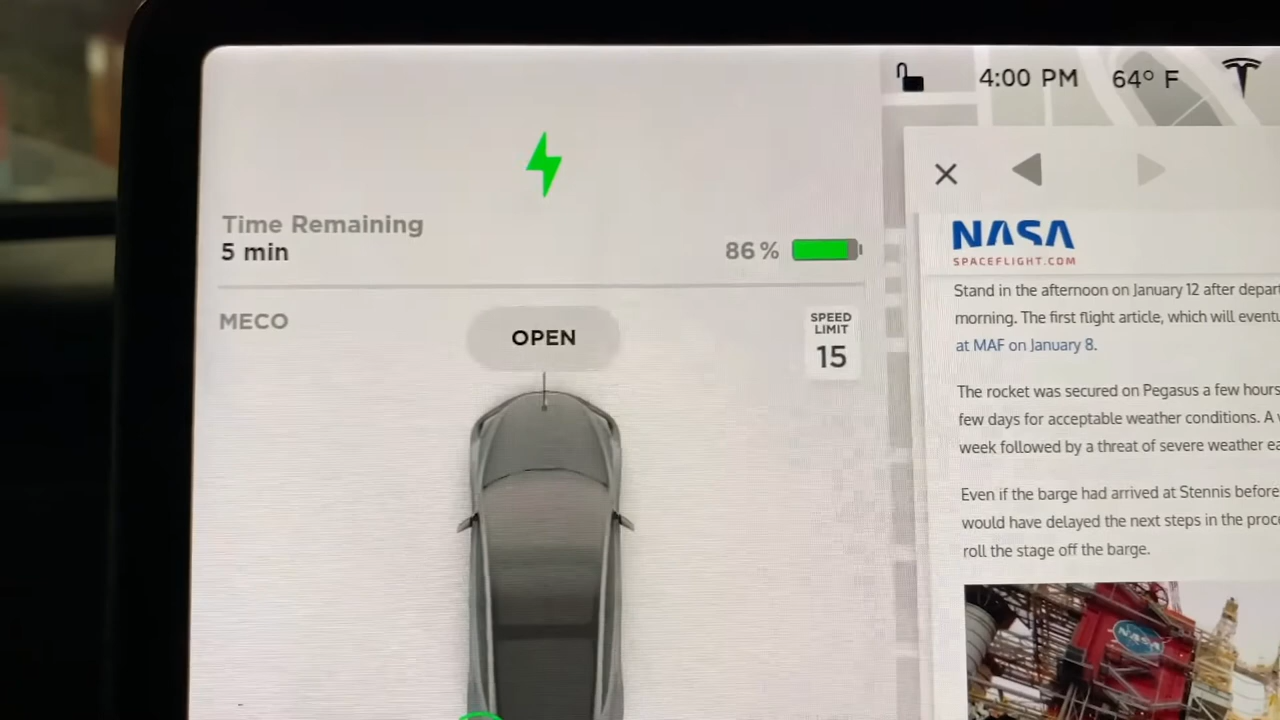 4:00 PM 64° F
Time Remaining
5 min
86 %
MECO
OPEN
SPEED
LIMIT
15
NASA
SPACEFLIGHT.COM
Stand in the afternoon on January 12 after depar
morning. The first flight article, which will eventu
at MAF on January 8.
The rocket was secured on Pegasus a few hours
few days for acceptable weather conditions. A
week followed by a threat of severe weather ea
Even if the barge had arrived at Stennis before
would have delayed the next steps in the proce
roll the stage off the barge.
NASA